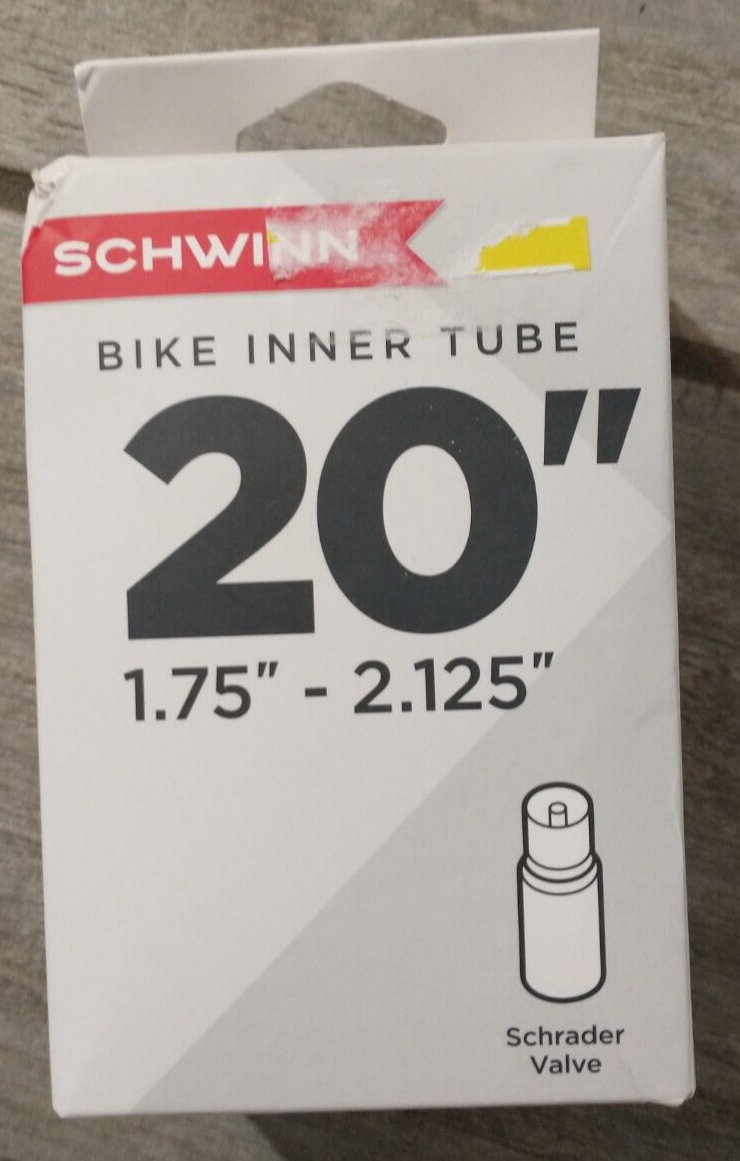 SCHWINN
BIKE INNER TUBE
20"
1.75" - 2.125"
Schrader
Valve